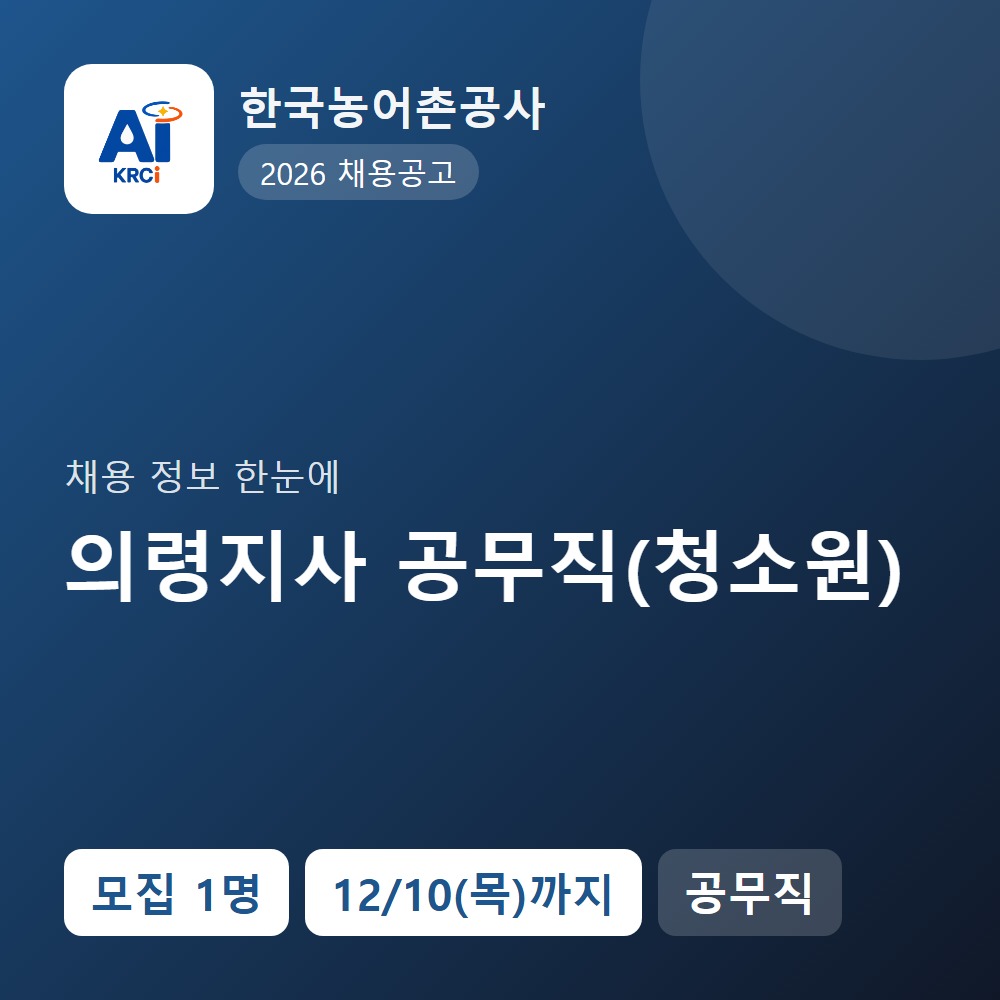 Ai
KRCi
한국농어촌공사
2026 채용공고
채용 정보 한눈에
의령지사 공무직(청소원)
모집 1명
12/10(목)까지
공무직